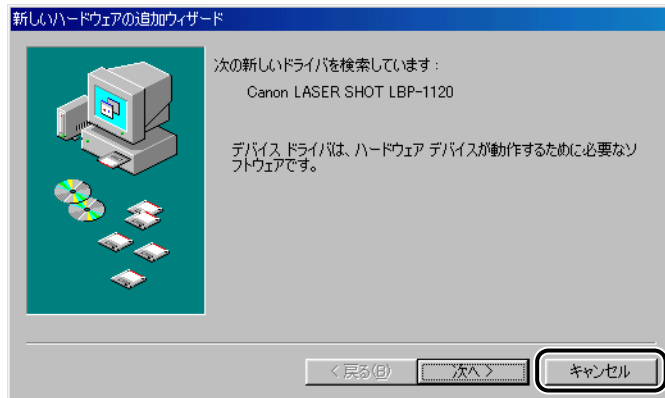 新しいハードウェアの追加ウィザード
次の新しいドライバを検索しています：
Canon LASER SHOT LBP-1120
デバイス ドライバは、ハードウェア デバイスが動作するために必要なソ
フトウェアです。
< 戻る(B)
次へ >
キャンセル